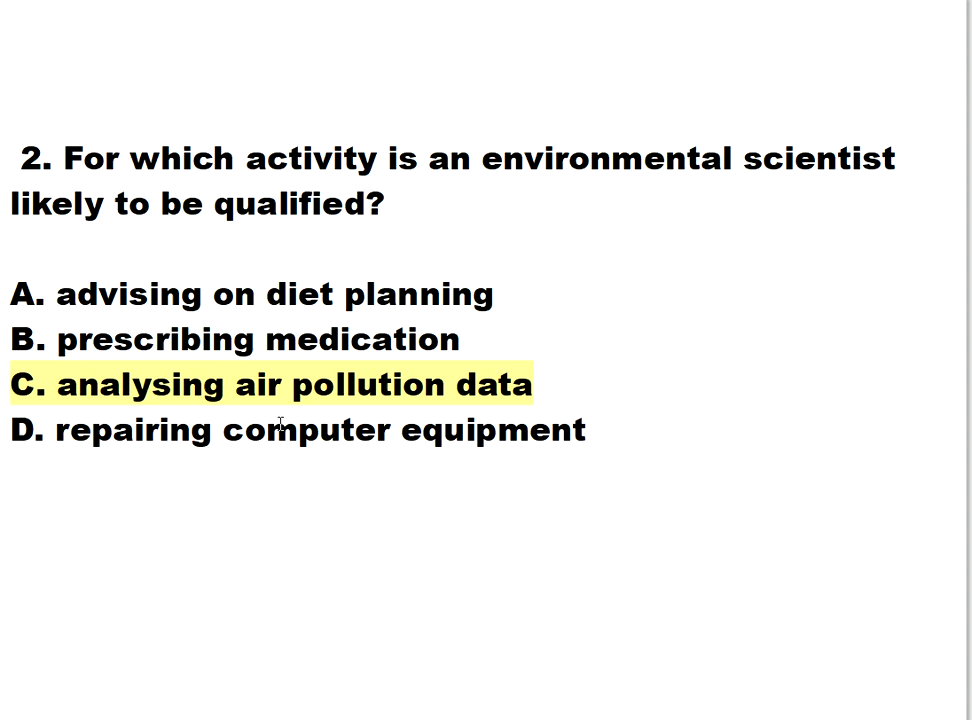 2. For which activity is an environmental scientist
likely to be qualified?
A. advising on diet planning
B. prescribing medication
C. analysing air pollution data
D. repairing computer equipment